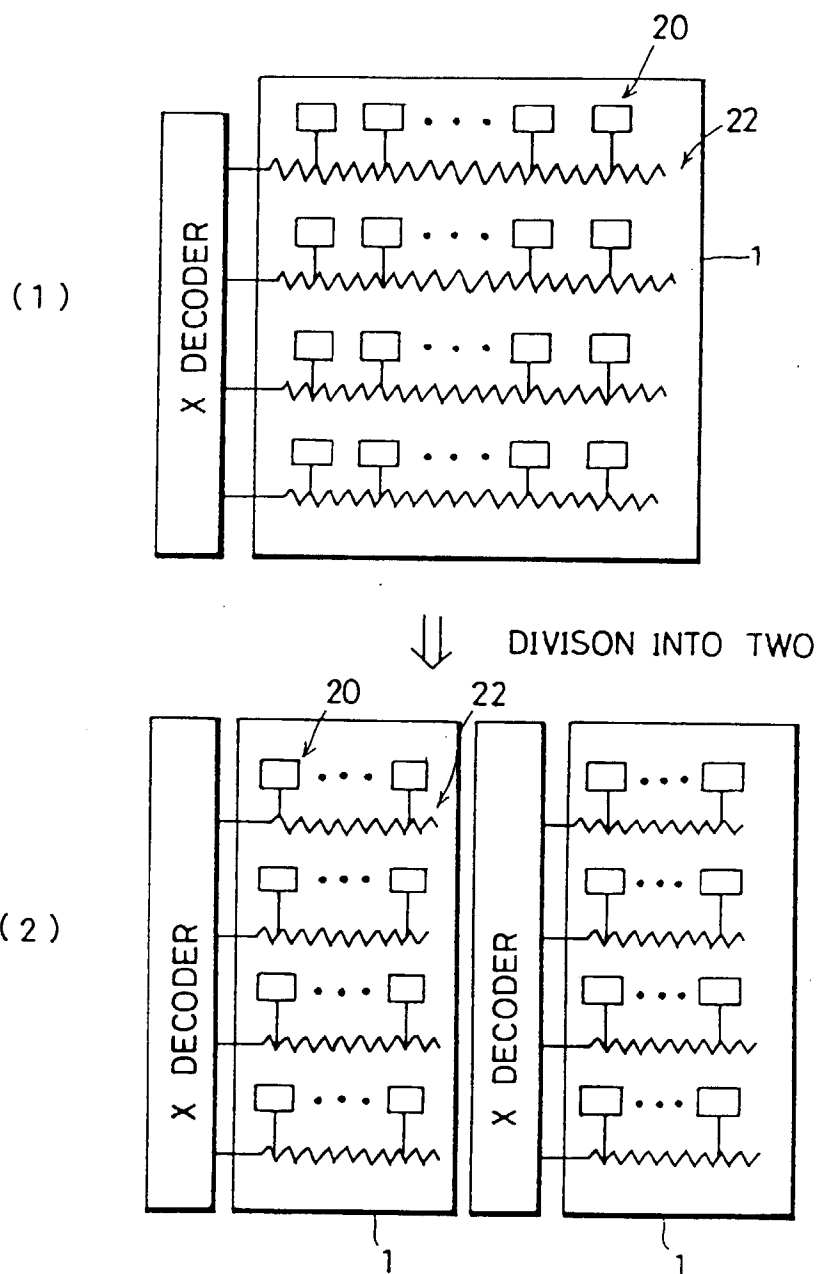 20
22
1
(1)
X DECODER
DIVISON INTO TWO
20
22
(2)
X DECODER
X DECODER
1
1